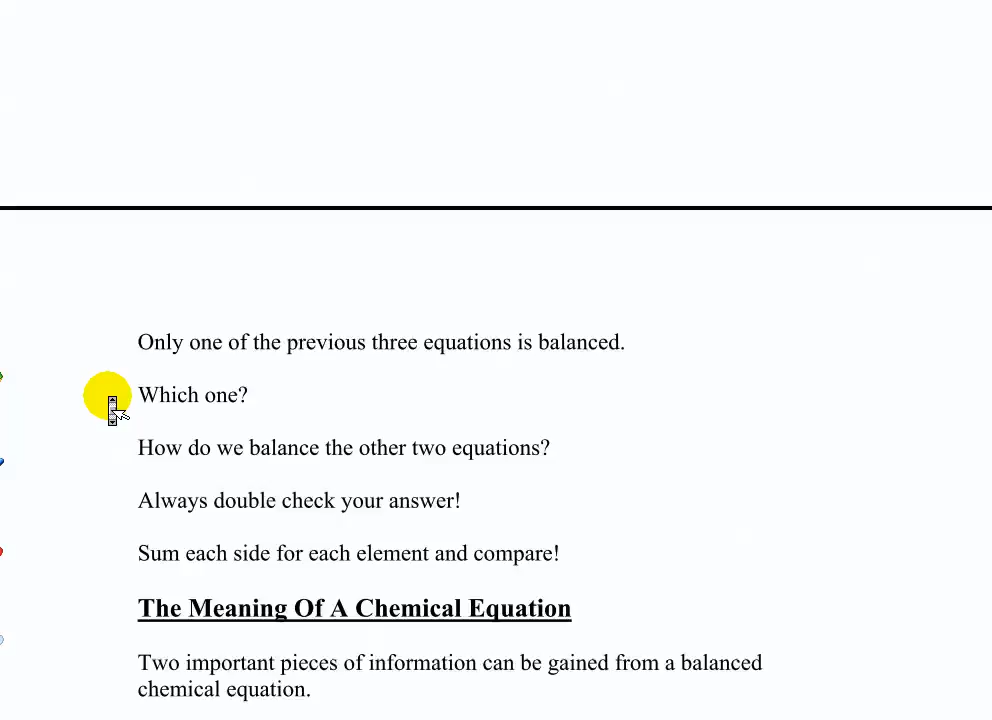 Only one of the previous three equations is balanced.
Which one?
How do we balance the other two equations?
Always double check your answer!
Sum each side for each element and compare!
The Meaning Of A Chemical Equation
Two important pieces of information can be gained from a balanced
chemical equation.